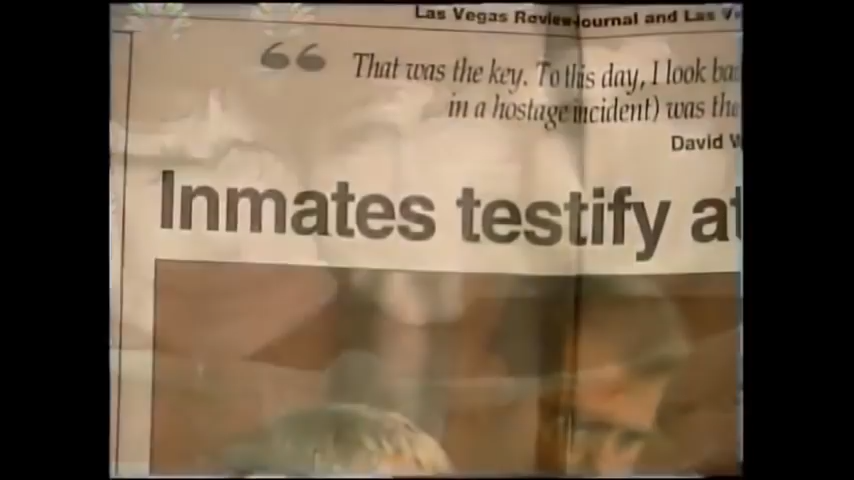 Las Vegas Review-Journal and Las V
“ That was the key. To this day, I look ba
in a hostage incident) was the
David W
Inmates testify at